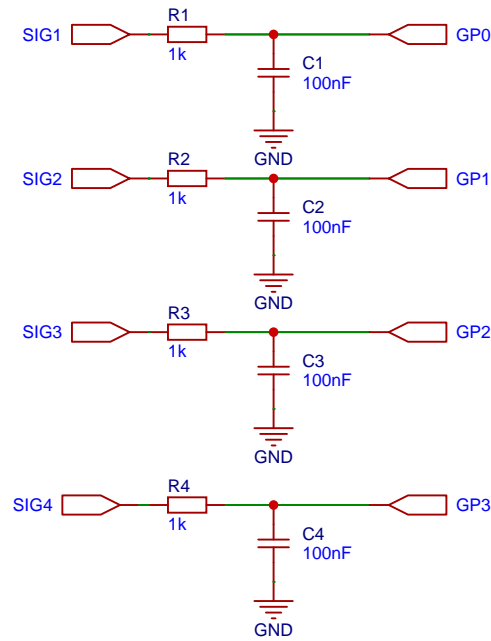 R1
SIG1
GP0
1k
C1
100nF
GND
R2
SIG2
GP1
1k
C2
100nF
GND
R3
SIG3
GP2
1k
C3
100nF
GND
R4
SIG4
GP3
1k
C4
100nF
GND